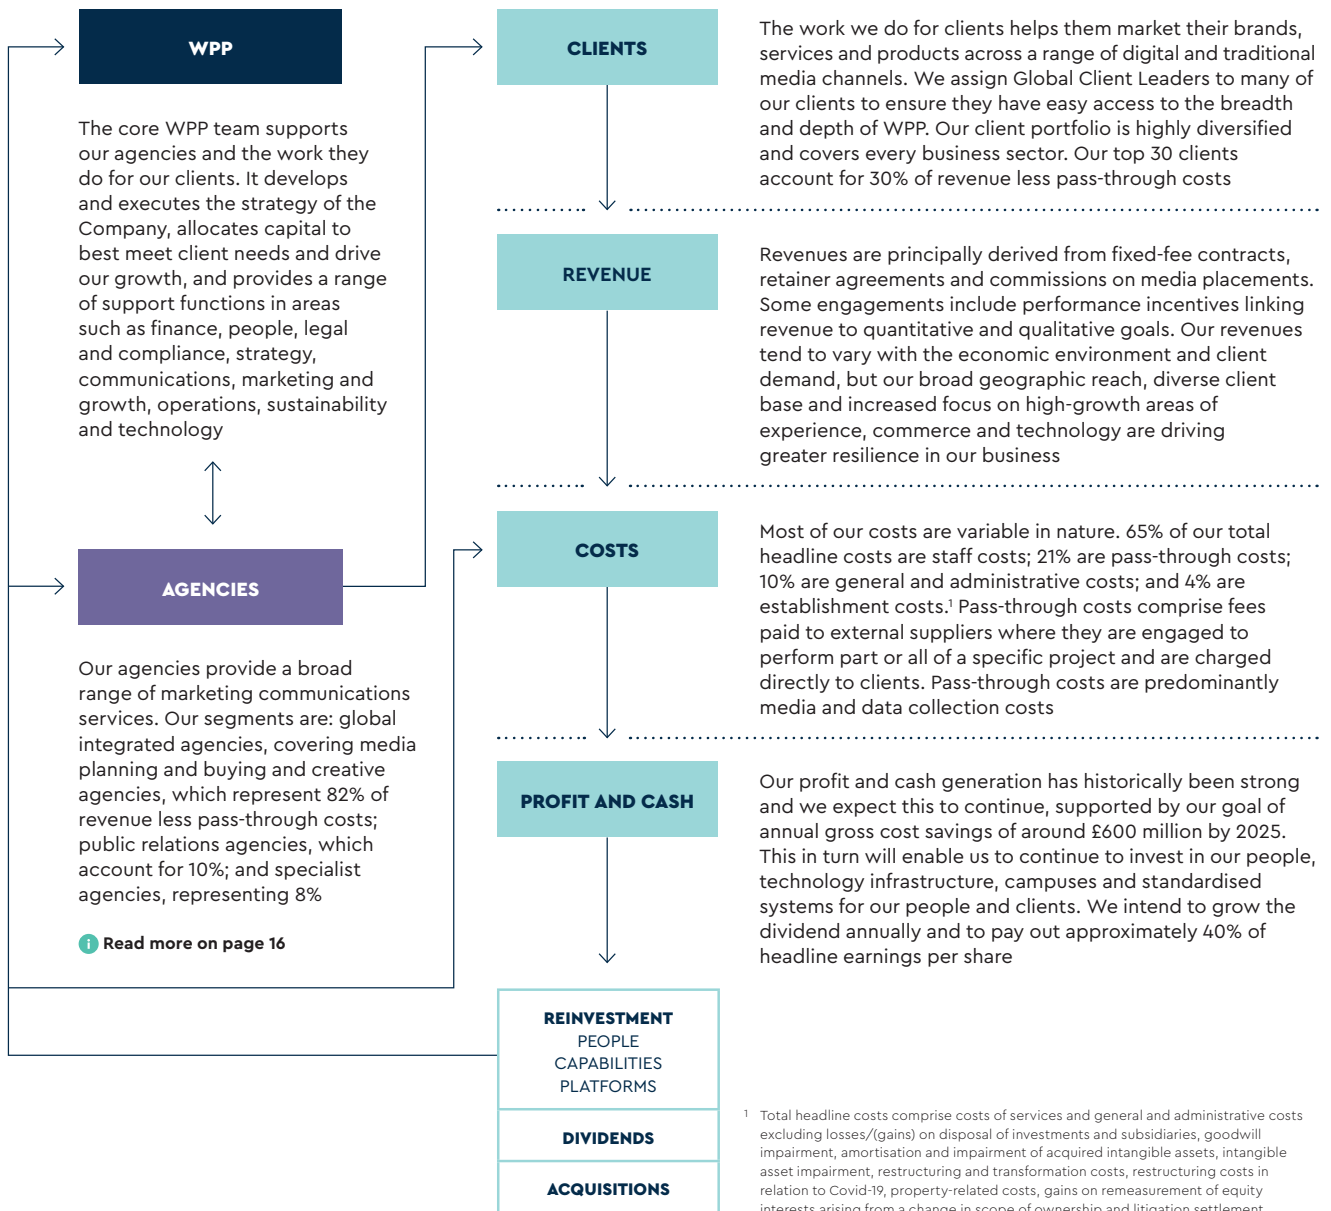 WPP
The core WPP team supports
our agencies and the work they
do for our clients. It develops
and executes the strategy of the
Company, allocates capital to
best meet client needs and drive
our growth, and provides a range
of support functions in areas
such as finance, people, legal
and compliance, strategy,
communications, marketing and
growth, operations, sustainability
and technology
AGENCIES
Our agencies provide a broad
range of marketing communications
services. Our segments are: global
integrated agencies, covering media
planning and buying and creative
agencies, which represent 82% of
revenue less pass-through costs;
public relations agencies, which
account for 10%; and specialist
agencies, representing 8%
i Read more on page 16
CLIENTS
The work we do for clients helps them market their brands,
services and products across a range of digital and traditional
media channels. We assign Global Client Leaders to many of
our clients to ensure they have easy access to the breadth
and depth of WPP. Our client portfolio is highly diversified
and covers every business sector. Our top 30 clients
account for 30% of revenue less pass-through costs
REVENUE
Revenues are principally derived from fixed-fee contracts,
retainer agreements and commissions on media placements.
Some engagements include performance incentives linking
revenue to quantitative and qualitative goals. Our revenues
tend to vary with the economic environment and client
demand, but our broad geographic reach, diverse client
base and increased focus on high-growth areas of
experience, commerce and technology are driving
greater resilience in our business
COSTS
Most of our costs are variable in nature. 65% of our total
headline costs are staff costs; 21% are pass-through costs;
10% are general and administrative costs; and 4% are
establishment costs.¹ Pass-through costs comprise fees
paid to external suppliers where they are engaged to
perform part or all of a specific project and are charged
directly to clients. Pass-through costs are predominantly
media and data collection costs
PROFIT AND CASH
Our profit and cash generation has historically been strong
and we expect this to continue, supported by our goal of
annual gross cost savings of around £600 million by 2025.
This in turn will enable us to continue to invest in our people,
technology infrastructure, campuses and standardised
systems for our people and clients. We intend to grow the
dividend annually and to pay out approximately 40% of
headline earnings per share
REINVESTMENT
PEOPLE
CAPABILITIES
PLATFORMS
DIVIDENDS
ACQUISITIONS
¹ Total headline costs comprise costs of services and general and administrative costs
excluding losses/(gains) on disposal of investments and subsidiaries, goodwill
impairment, amortisation and impairment of acquired intangible assets, intangible
asset impairment, restructuring and transformation costs, restructuring costs in
relation to Covid-19, property-related costs, gains on remeasurement of equity
interests arising from a change in scope of ownership and litigation settlement